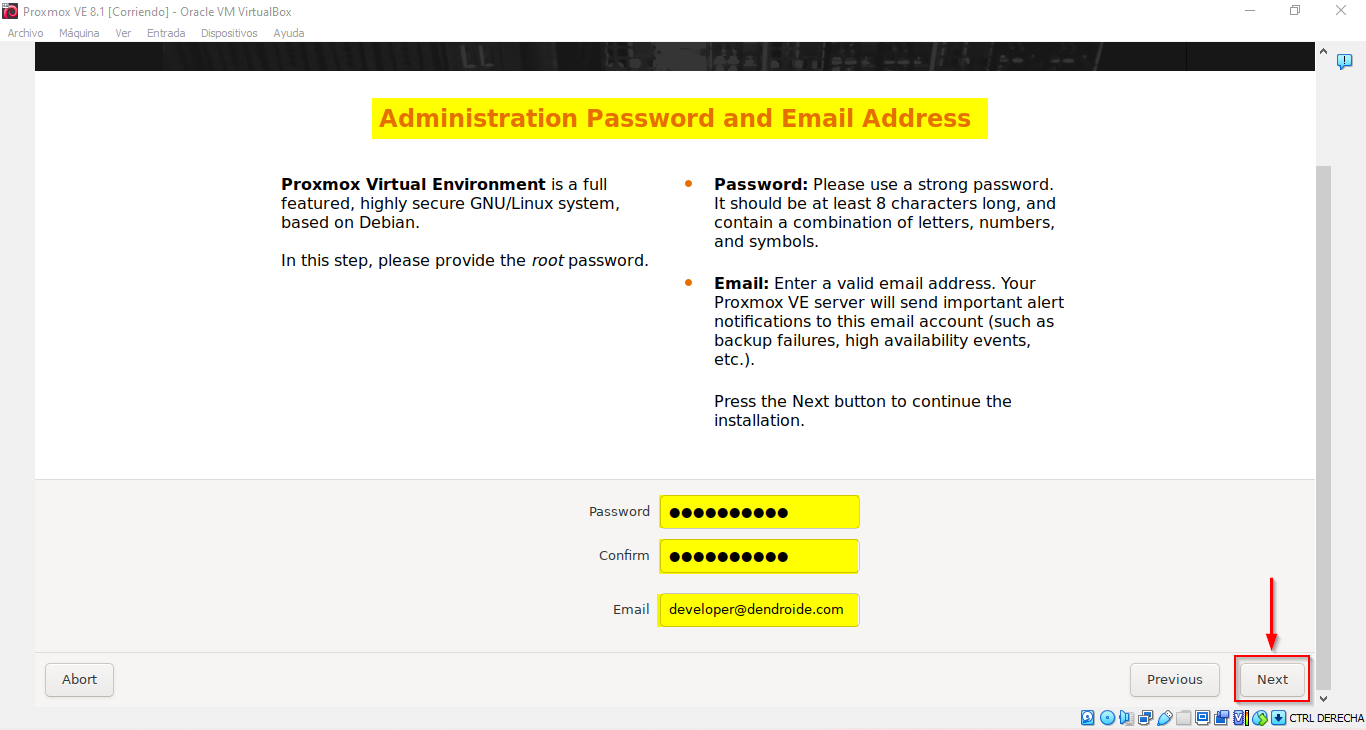 Proxmox VE 8.1 [Corriendo] - Oracle VM VirtualBox
Archivo Máquina Ver Entrada Dispositivos Ayuda
Administration Password and Email Address
Proxmox Virtual Environment is a full
featured, highly secure GNU/Linux system,
based on Debian.
In this step, please provide the root password.
• Password: Please use a strong password.
It should be at least 8 characters long, and
contain a combination of letters, numbers,
and symbols.
• Email: Enter a valid email address. Your
Proxmox VE server will send important alert
notifications to this email account (such as
backup failures, high availability events,
etc.).
Press the Next button to continue the
installation.
Password ●●●●●●●●●●
Confirm ●●●●●●●●●●
Email developer@dendroide.com
Abort Previous Next
CTRL DERECHA